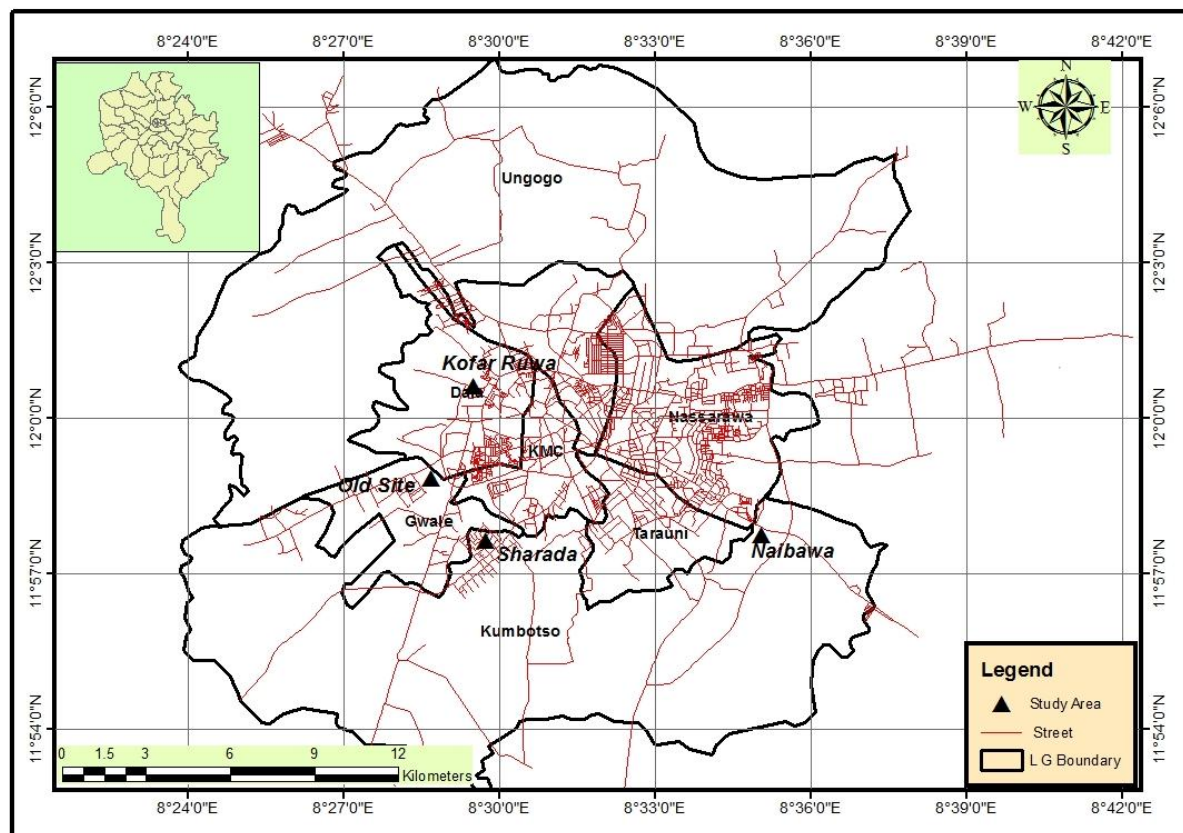 8°24'0"E 8°27'0"E 8°30'0"E 8°33'0"E 8°36'0"E 8°39'0"E 8°42'0"E
N
W E
S
12°6'0"N 12°6'0"N
Ungogo
12°3'0"N 12°3'0"N
Kofar Ruwa
Dala
12°0'0"N 12°0'0"N
Nassarawa
KMC
Old Site
Gwale
Tarauni
Sharada
Naibawa
11°57'0"N 11°57'0"N
Kumbotso
Legend
Study Area
Street
L G Boundary
11°54'0"N 11°54'0"N
0 1.5 3 6 9 12
Kilometers
8°24'0"E 8°27'0"E 8°30'0"E 8°33'0"E 8°36'0"E 8°39'0"E 8°42'0"E